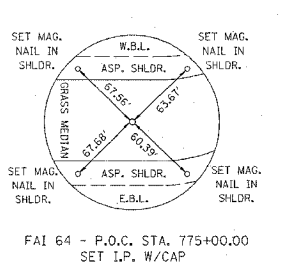 SET MAG.
NAIL IN
SHLDR.
SET MAG.
NAIL IN
SHLDR.
W.B.L.
ASP. SHLDR.
67.56'
63.67'
GRASS MEDIAN
67.68'
60.39'
ASP. SHLDR.
E.B.L.
SET MAG.
NAIL IN
SHLDR.
SET MAG.
NAIL IN
SHLDR.
FAI 64 - P.O.C. STA. 775+00.00
SET I.P. W/CAP